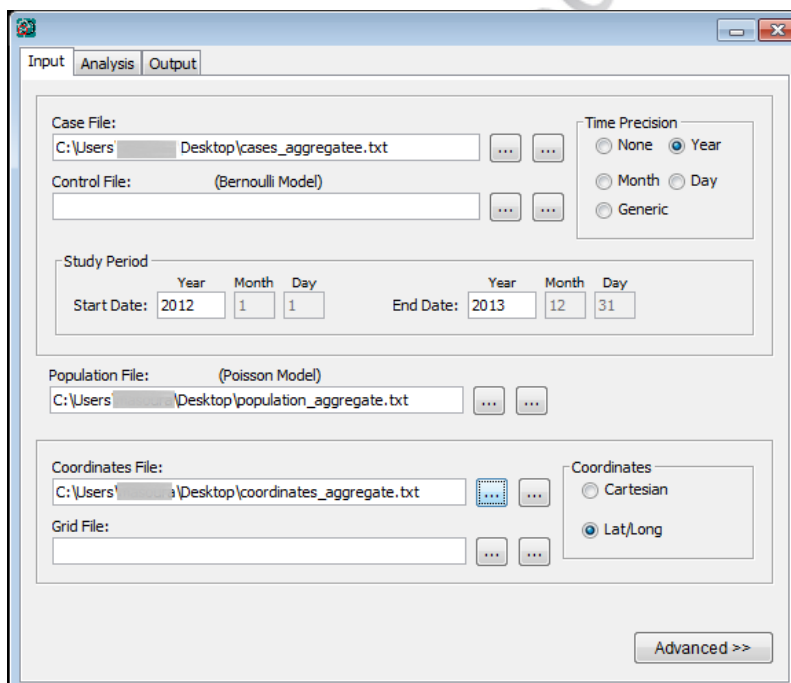 Input Analysis Output
Case File:
C:\Users\ Desktop\cases_aggregatee.txt ... ...
Control File: (Bernoulli Model)
... ...
Time Precision
None Year
Month Day
Generic
Study Period
Year Month Day Year Month Day
Start Date: 2012 1 1 End Date: 2013 12 31
Population File: (Poisson Model)
C:\Users \Desktop\population_aggregate.txt ... ...
Coordinates File:
C:\Users\ \Desktop\coordinates_aggregate.txt ... ...
Grid File:
... ...
Coordinates
Cartesian
Lat/Long
Advanced >>